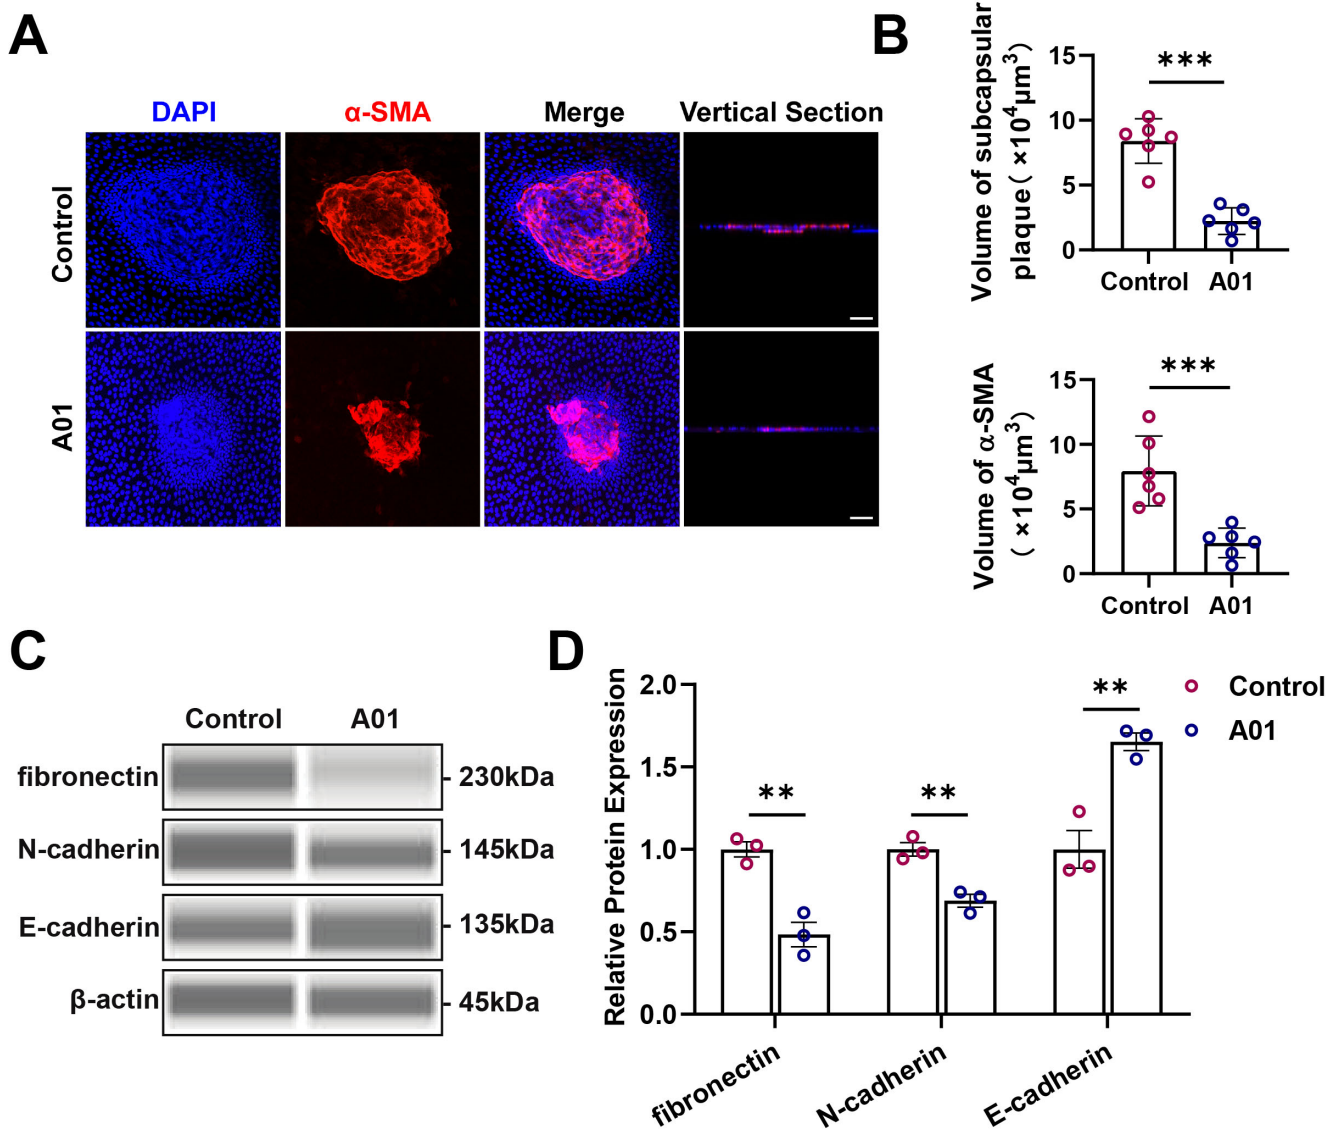 A
DAPI
α-SMA
Merge
Vertical Section
Control
A01
B
Volume of subcapsular
plaque ( ×10⁴μm³)
15
10
5
0
***
Control
A01
Volume of α-SMA
( ×10⁴μm³)
15
10
5
0
***
Control
A01
C
Control
A01
fibronectin
- 230kDa
N-cadherin
- 145kDa
E-cadherin
- 135kDa
β-actin
- 45kDa
D
Relative Protein Expression
2.0
1.5
1.0
0.5
0.0
**
**
**
Control
A01
fibronectin
N-cadherin
E-cadherin